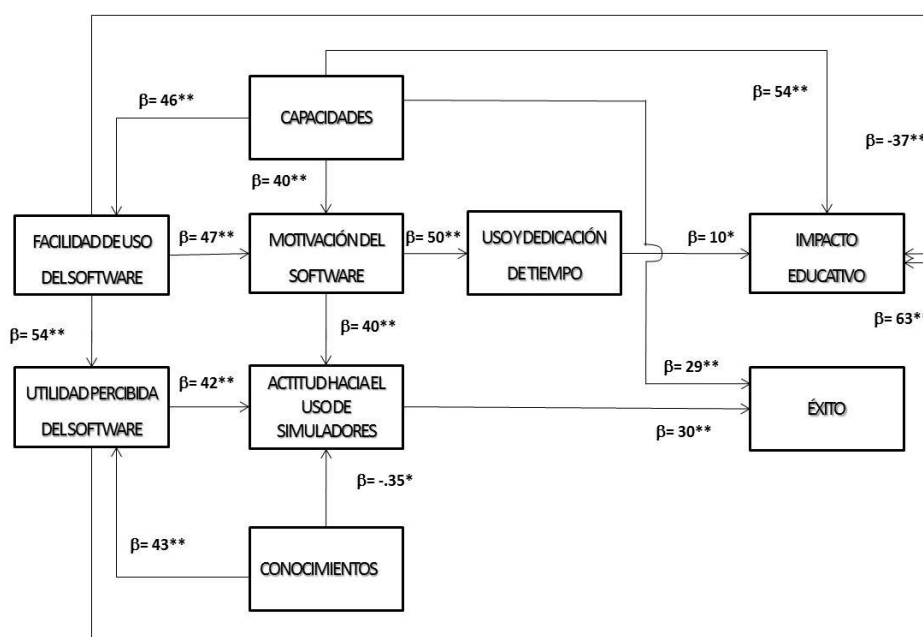 β= 46**
CAPACIDADES
β= 54**
β= -37**
β= 40**
FACILIDAD DE USO
DEL SOFTWARE
β= 47**
MOTIVACIÓN DEL
SOFTWARE
β= 50**
USO Y DEDICACIÓN
DE TIEMPO
β= 10*
IMPACTO
EDUCATIVO
β= 54**
β= 40**
β= 63**
UTILIDAD PERCIBIDA
DEL SOFTWARE
β= 42**
ACTITUD HACIA EL
USO DE
SIMULADORES
β= 29**
ÉXITO
β= 30**
β= -.35*
β= 43**
CONOCIMIENTOS